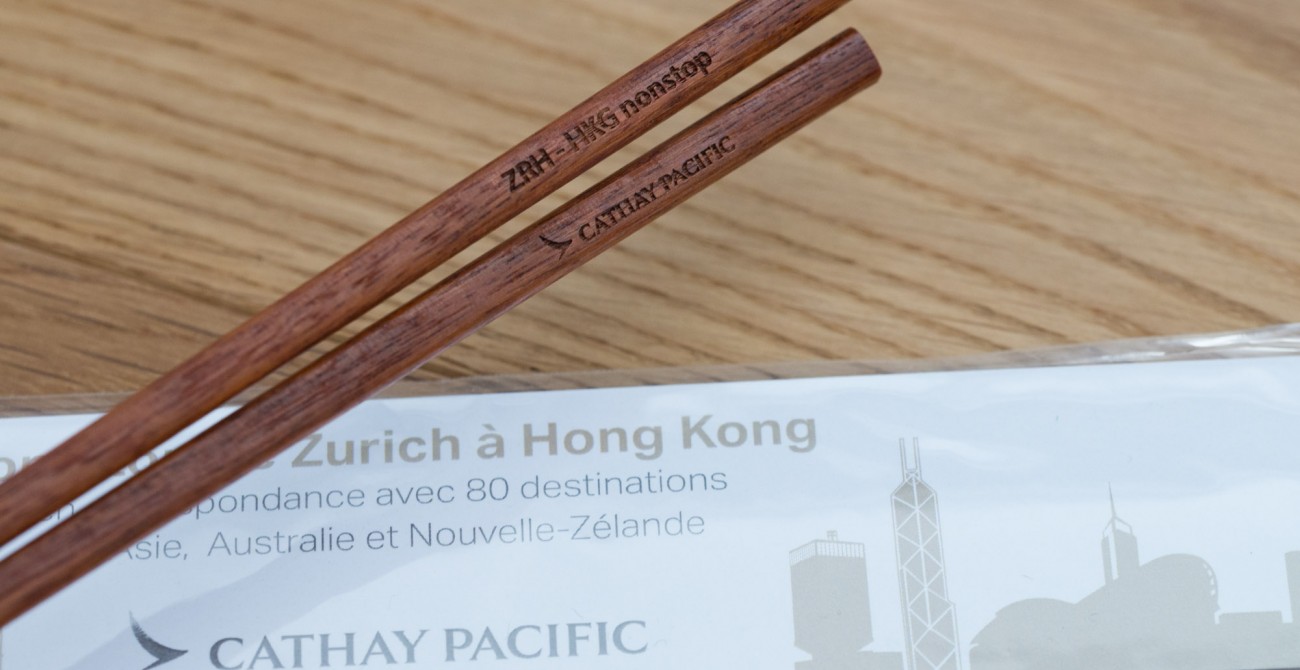 ZRH - HKG nonstop
CATHAY PACIFIC
Zurich à Hong Kong
avec 80 destinations
Australie et Nouvelle-Zélande
CATHAY PACIFIC